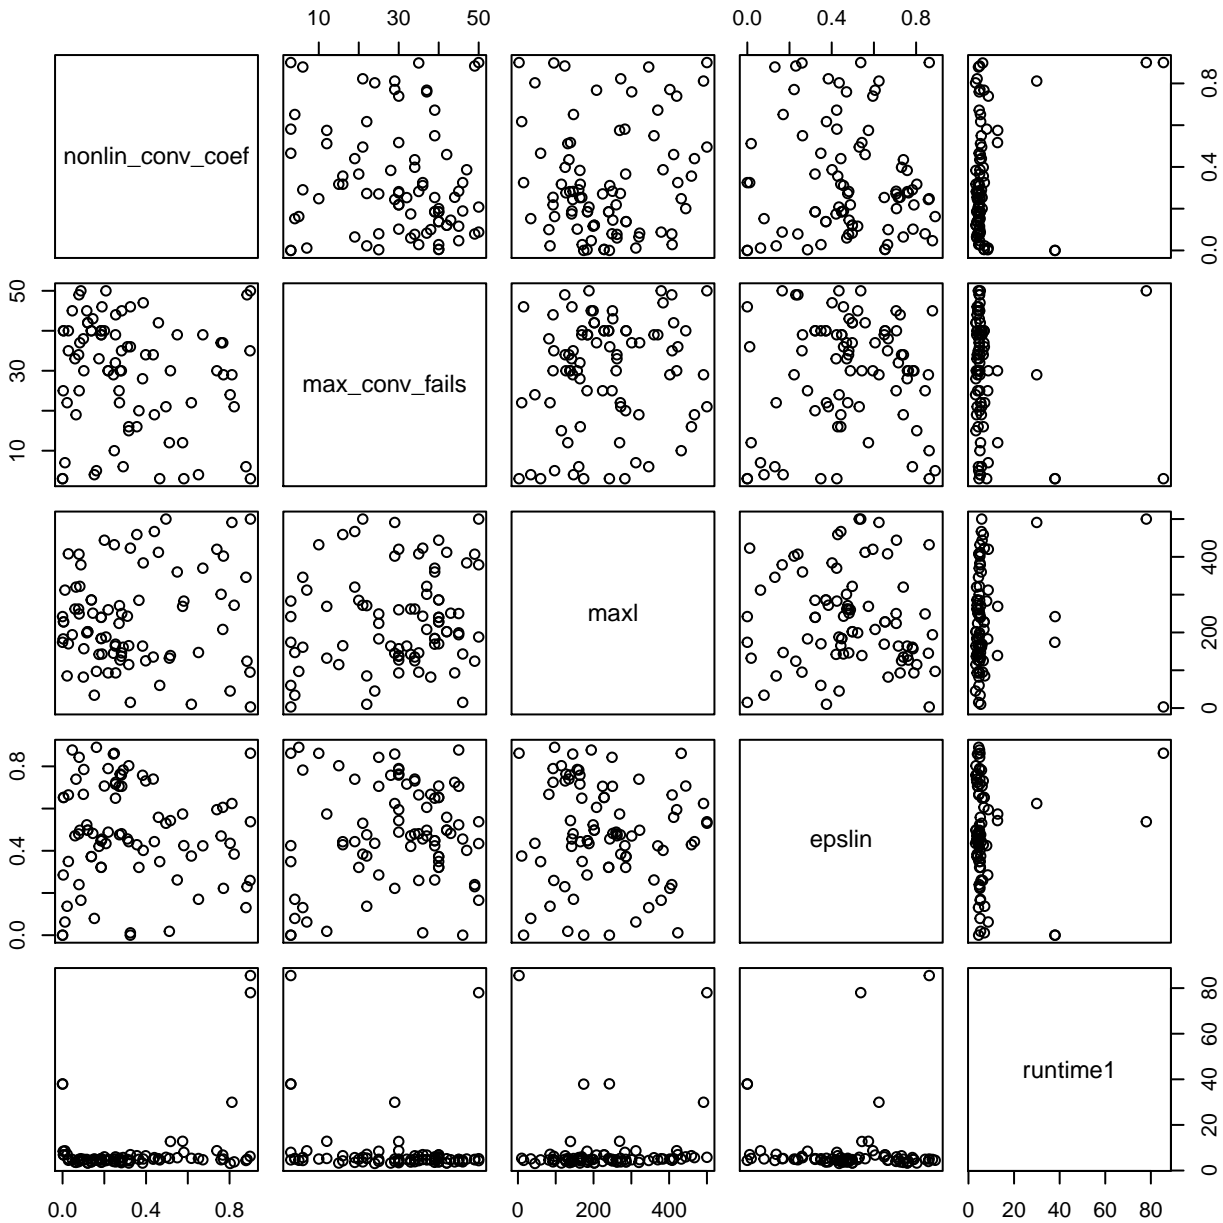 10 30 50 0.0 0.4 0.8
nonlin_conv_coef 0.0 0.4 0.8
10 30 50 max_conv_fails
maxl 0 200 400
0.0 0.4 0.8 epslin
runtime1 0 20 40 60 80
0.0 0.4 0.8 0 200 400 0 20 40 60 80